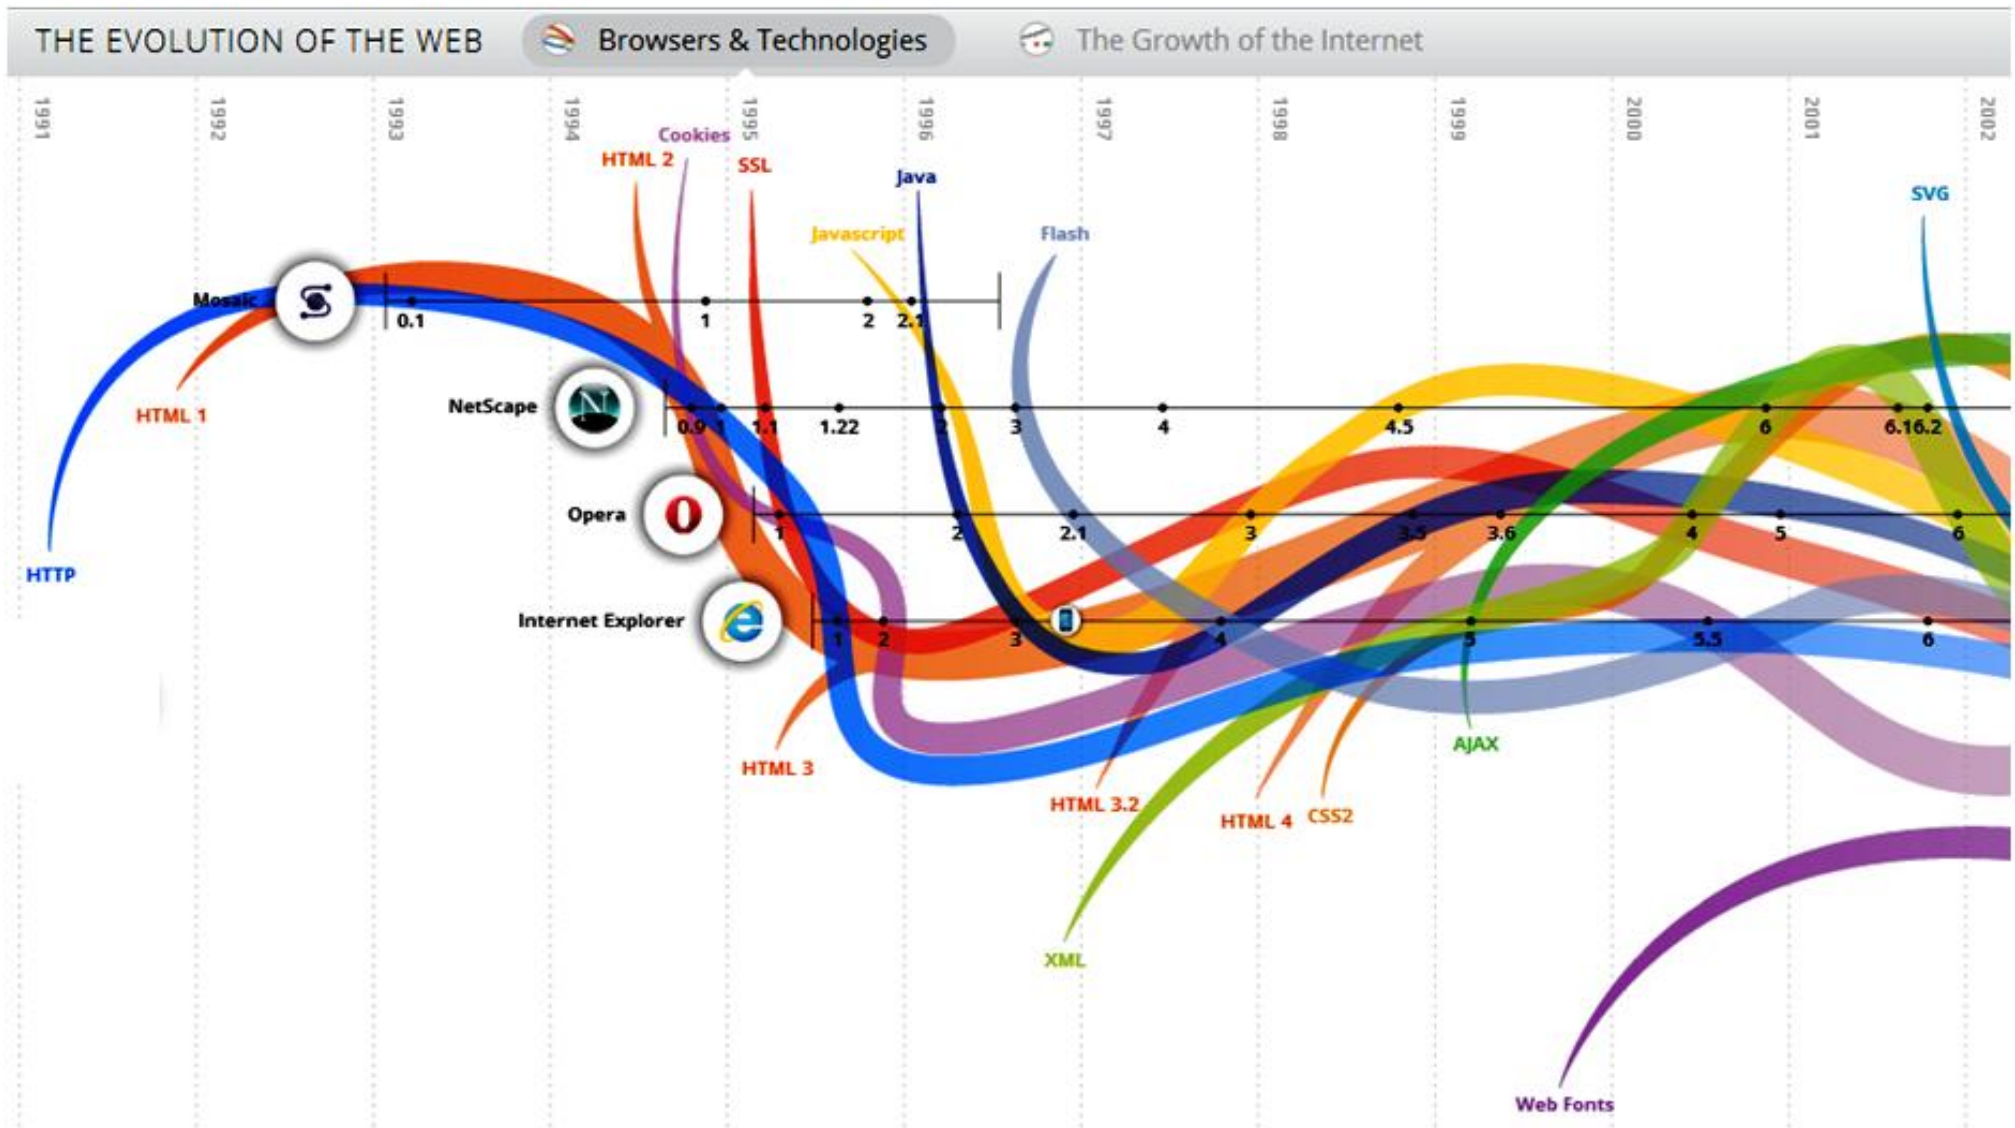 THE EVOLUTION OF THE WEB Browsers & Technologies The Growth of the Internet
1991 1992 1993 1994 1995 1996 1997 1998 1999 2000 2001 2002
Cookies
HTML 2 SSL
Java
SVG
Javascript Flash
Mosaic
0.1 1 2 2.1
NetScape
HTML 1
0.9 1 1.1 1.22 2 3 4 4.5 6 6.1 6.2
Opera
1 2 2.1 3 3.5 3.6 4 5 6
HTTP
Internet Explorer
1 2 3 4 5 5.5 6
AJAX
HTML 3
HTML 3.2
HTML 4 CSS2
XML
Web Fonts